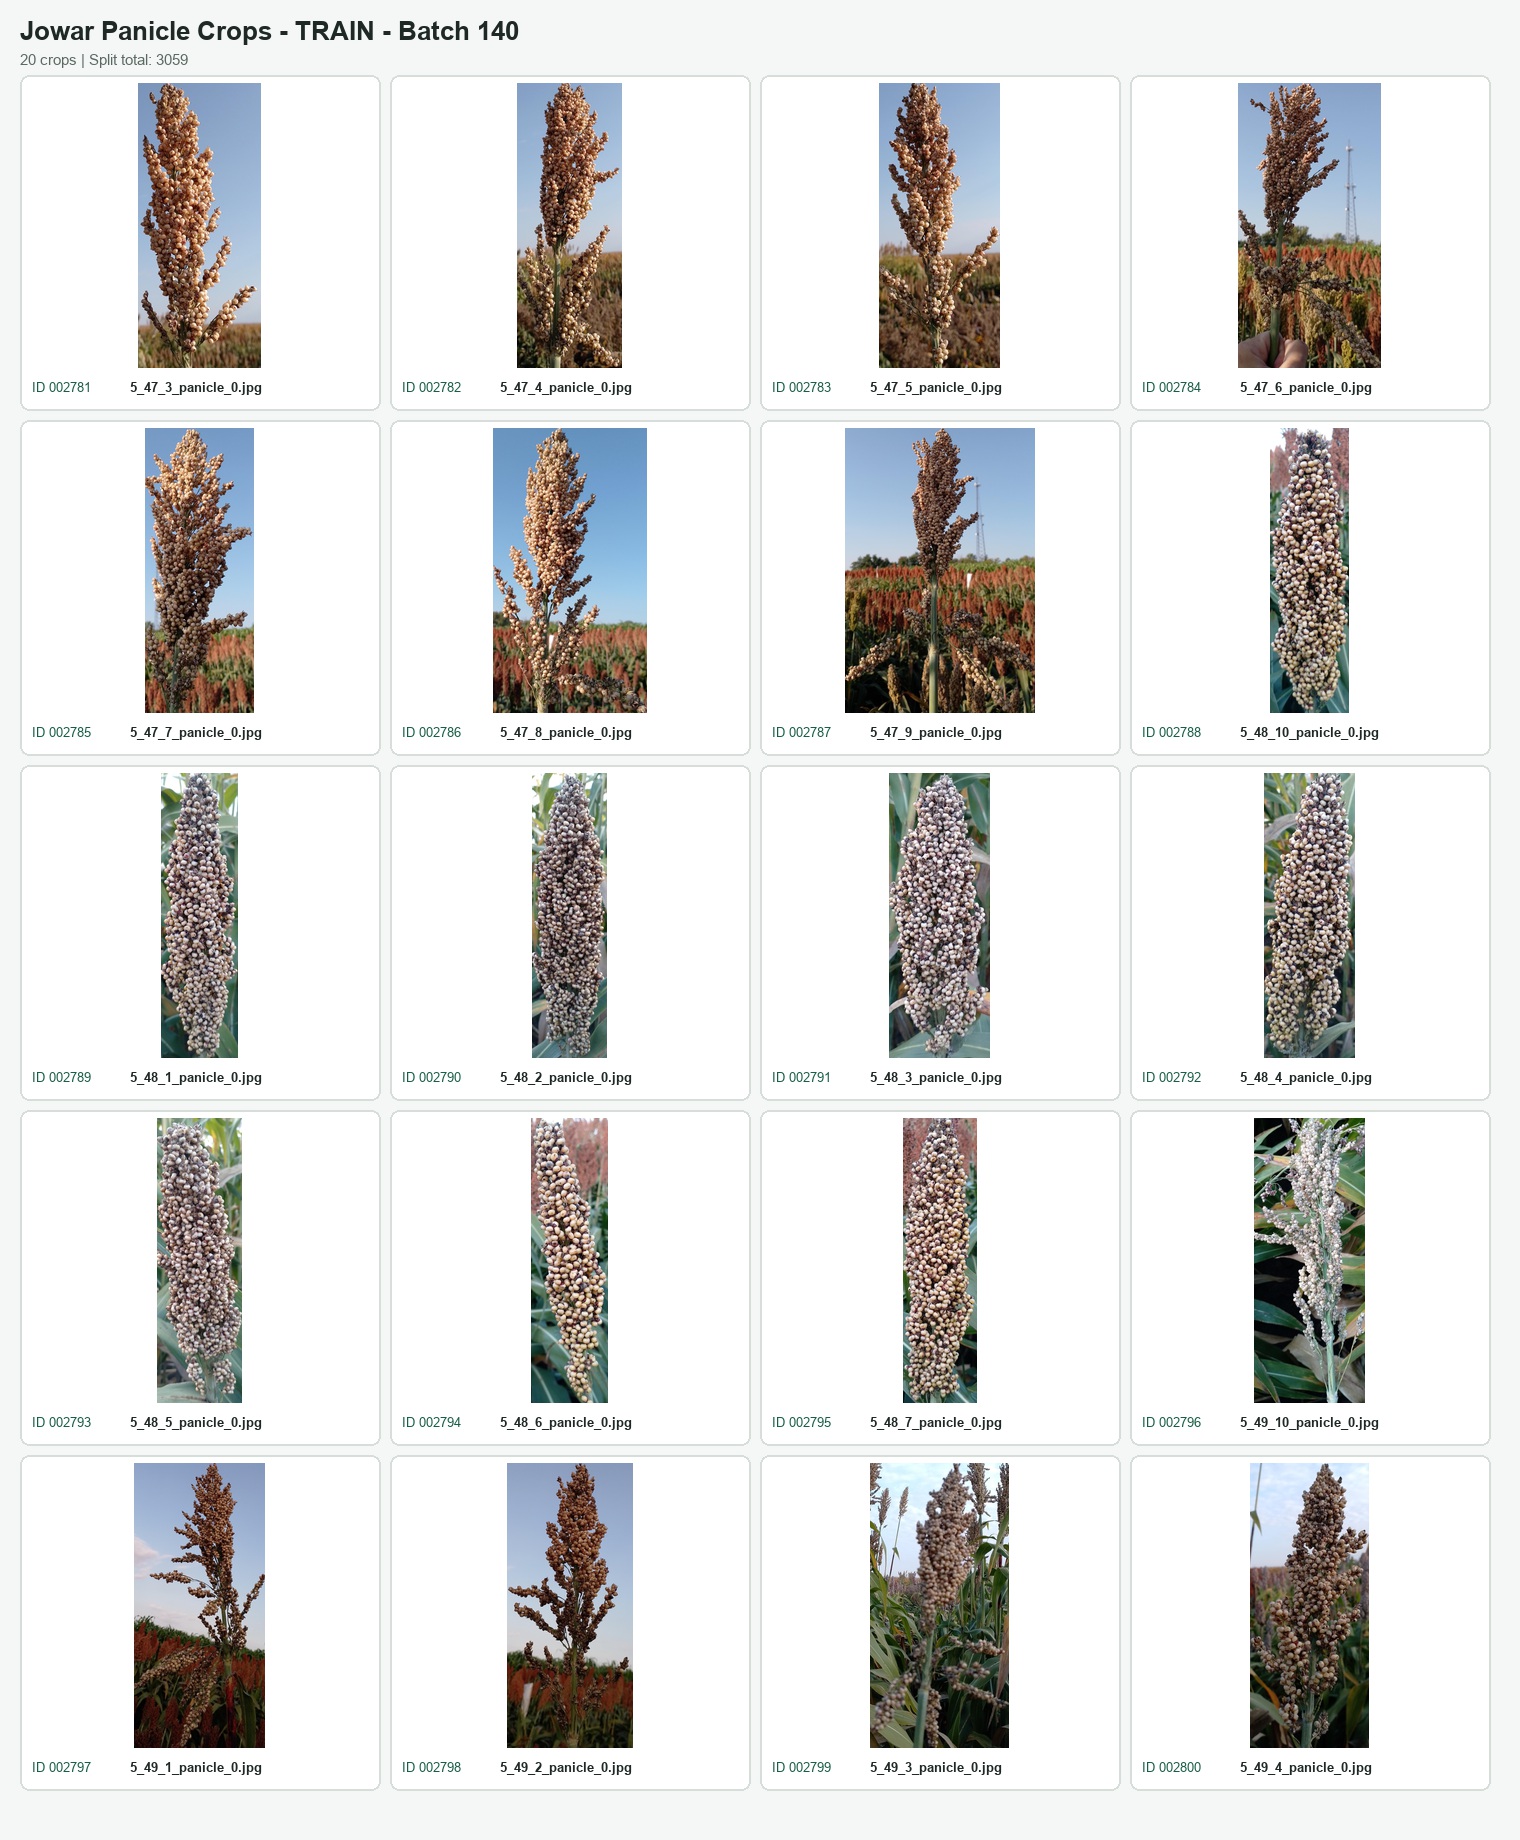 Jowar Panicle Crops - TRAIN - Batch 140
20 crops | Split total: 3059
ID 002781 5_47_3_panicle_0.jpg
ID 002782 5_47_4_panicle_0.jpg
ID 002783 5_47_5_panicle_0.jpg
ID 002784 5_47_6_panicle_0.jpg
ID 002785 5_47_7_panicle_0.jpg
ID 002786 5_47_8_panicle_0.jpg
ID 002787 5_47_9_panicle_0.jpg
ID 002788 5_48_10_panicle_0.jpg
ID 002789 5_48_1_panicle_0.jpg
ID 002790 5_48_2_panicle_0.jpg
ID 002791 5_48_3_panicle_0.jpg
ID 002792 5_48_4_panicle_0.jpg
ID 002793 5_48_5_panicle_0.jpg
ID 002794 5_48_6_panicle_0.jpg
ID 002795 5_48_7_panicle_0.jpg
ID 002796 5_49_10_panicle_0.jpg
ID 002797 5_49_1_panicle_0.jpg
ID 002798 5_49_2_panicle_0.jpg
ID 002799 5_49_3_panicle_0.jpg
ID 002800 5_49_4_panicle_0.jpg